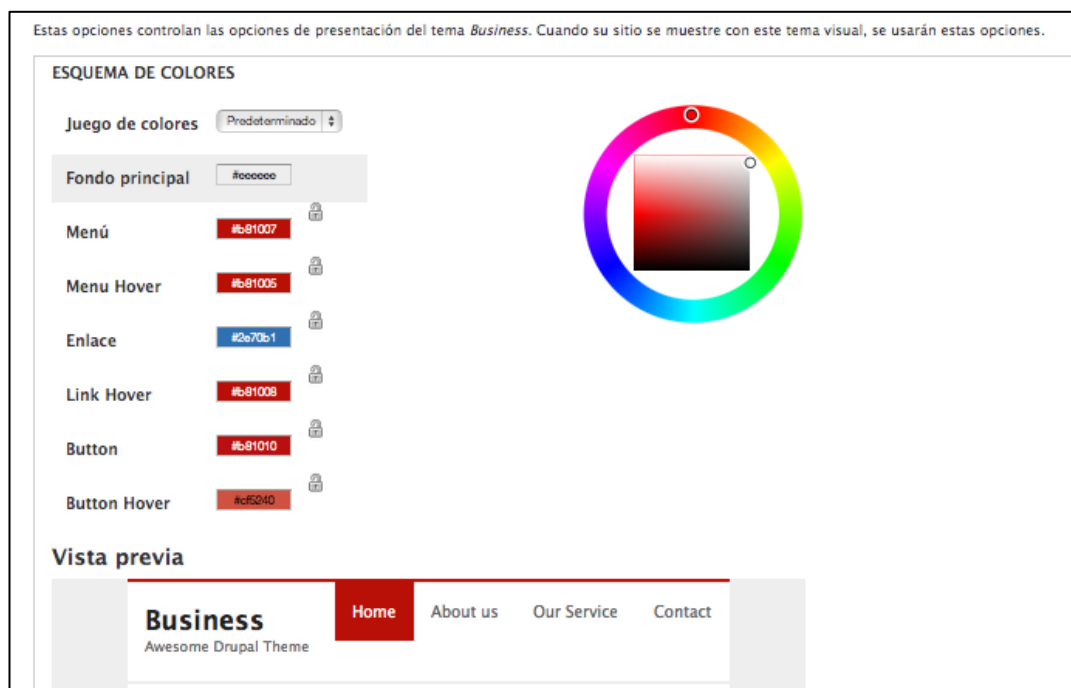 Estas opciones controlan las opciones de presentación del tema Business. Cuando su sitio se muestre con este tema visual, se usarán estas opciones.
ESQUEMA DE COLORES
Juego de colores Predeterminado
Fondo principal #eeeeee
Menú #b81007
Menu Hover #b81005
Enlace #2e70b1
Link Hover #b81008
Button #b81010
Button Hover #cf5240
Vista previa
Business Home About us Our Service Contact
Awesome Drupal Theme